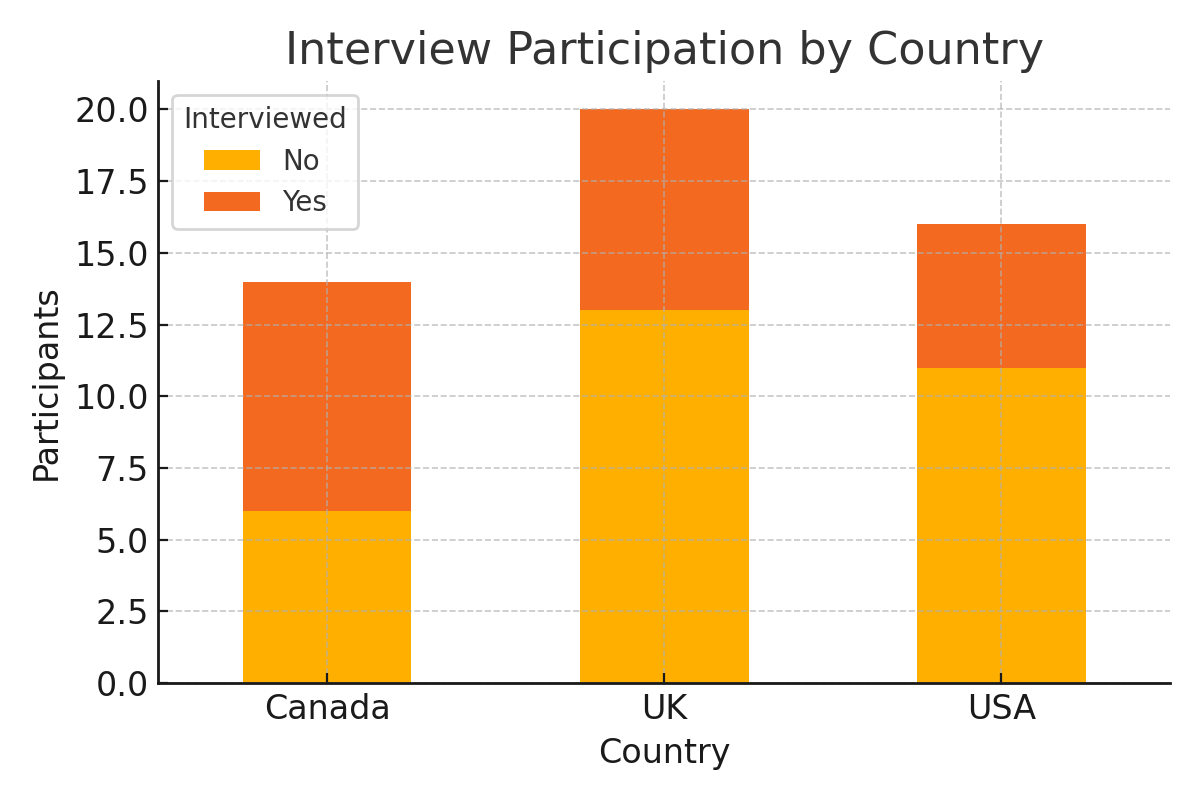 Interview Participation by Country
Interviewed
No
Yes
20.0
17.5
15.0
12.5
10.0
7.5
5.0
2.5
0.0
Participants
Canada
UK
USA
Country